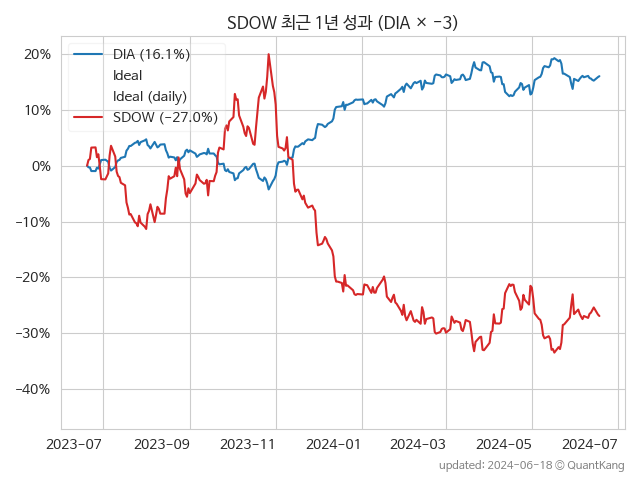 SDOW 최근 1년 성과 (DIA × −3)
DIA (16.1%)
Ideal
Ideal (daily)
SDOW (−27.0%)
20%
10%
0%
−10%
−20%
−30%
−40%
2023-07 2023-09 2023-11 2024-01 2024-03 2024-05 2024-07
updated: 2024-06-18 © QuantKang